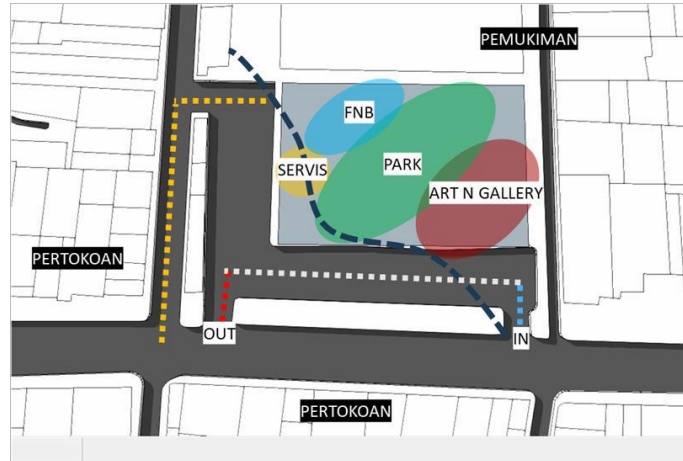 PEMUKIMAN
FNB
PARK
SERVIS
ART N GALLERY
PERTOKOAN
OUT
IN
PERTOKOAN